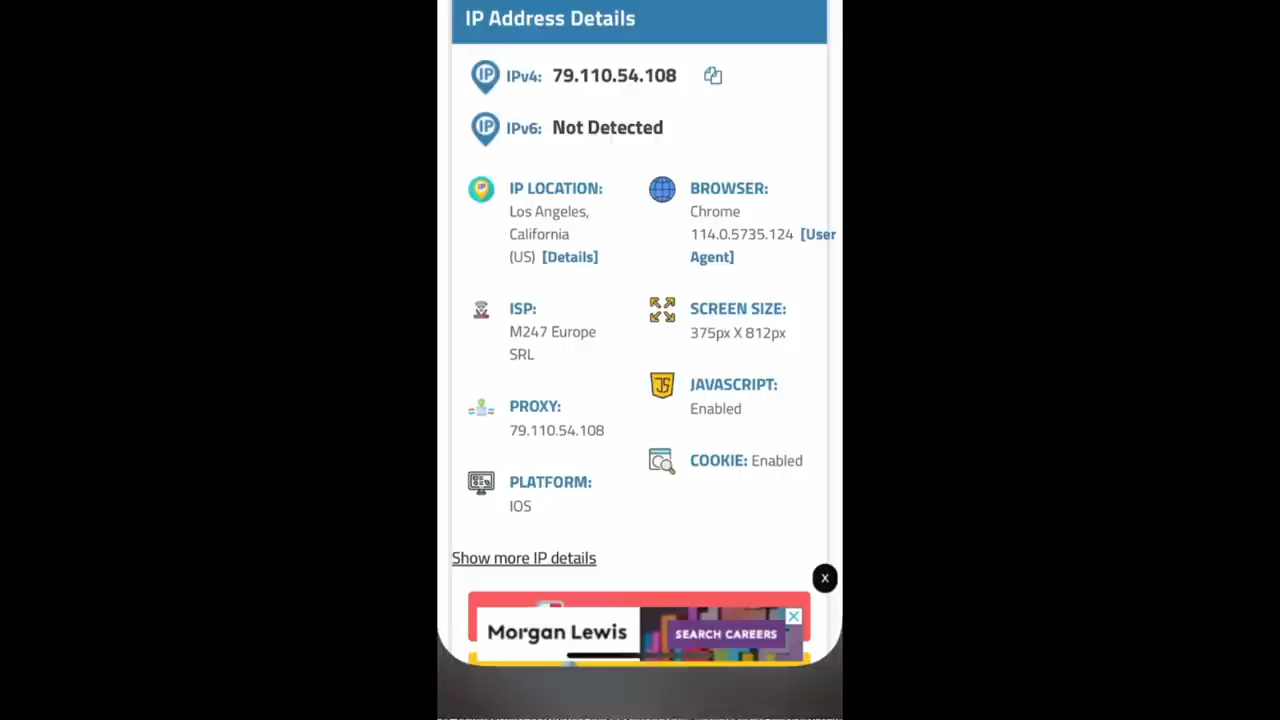 IP Address Details
IPv4: 79.110.54.108
IPv6: Not Detected
IP LOCATION:
Los Angeles,
California
(US) [Details]
BROWSER:
Chrome
114.0.5735.124 [User
Agent]
ISP:
M247 Europe
SRL
SCREEN SIZE:
375px X 812px
PROXY:
79.110.54.108
JAVASCRIPT:
Enabled
PLATFORM:
IOS
COOKIE: Enabled
Show more IP details
X
Morgan Lewis
SEARCH CAREERS